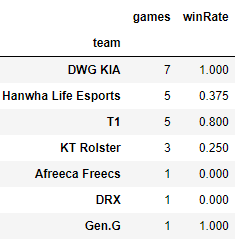 games winRate
team
DWG KIA 7 1.000
Hanwha Life Esports 5 0.375
T1 5 0.800
KT Rolster 3 0.250
Afreeca Freecs 1 0.000
DRX 1 0.000
Gen.G 1 1.000